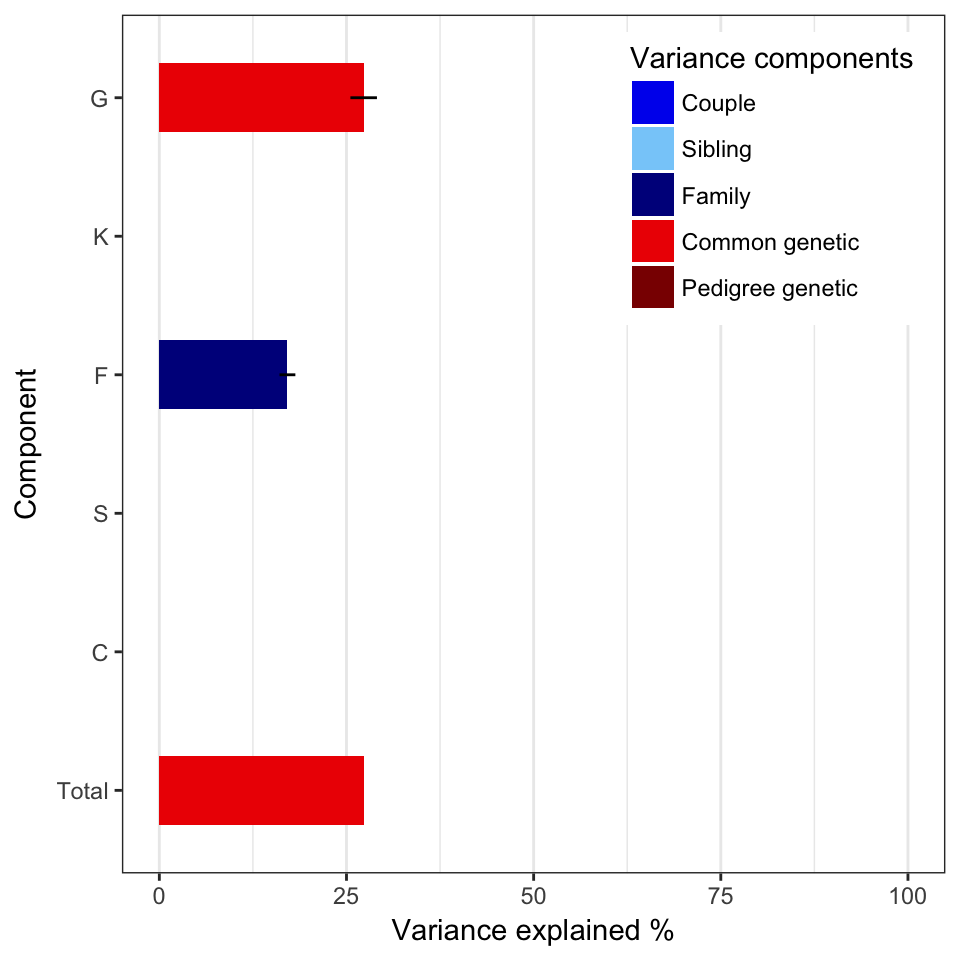 Variance components
Couple
Sibling
Family
Common genetic
Pedigree genetic
Component
G
K
F
S
C
Total
0 25 50 75 100
Variance explained %